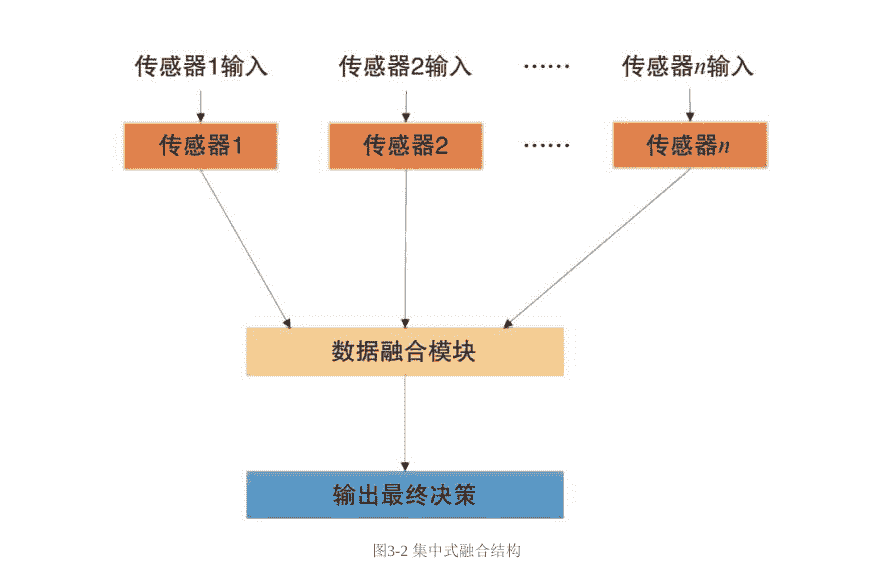 传感器1输入 传感器2输入 …… 传感器n输入
传感器1 传感器2 …… 传感器n
数据融合模块
输出最终决策
图3-2 集中式融合结构